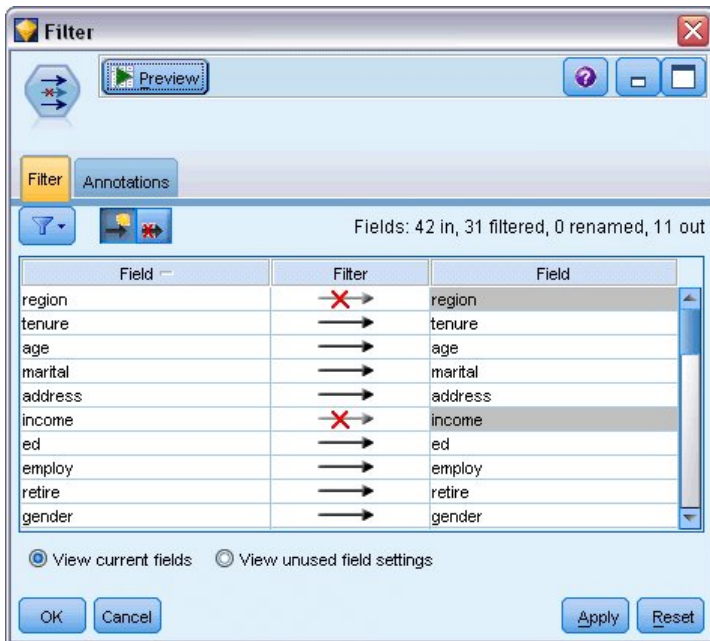 Filter
Preview
Filter Annotations
Fields: 42 in, 31 filtered, 0 renamed, 11 out
Field Filter Field
region region
tenure tenure
age age
marital marital
address address
income income
ed ed
employ employ
retire retire
gender gender
View current fields View unused field settings
OK Cancel Apply Reset